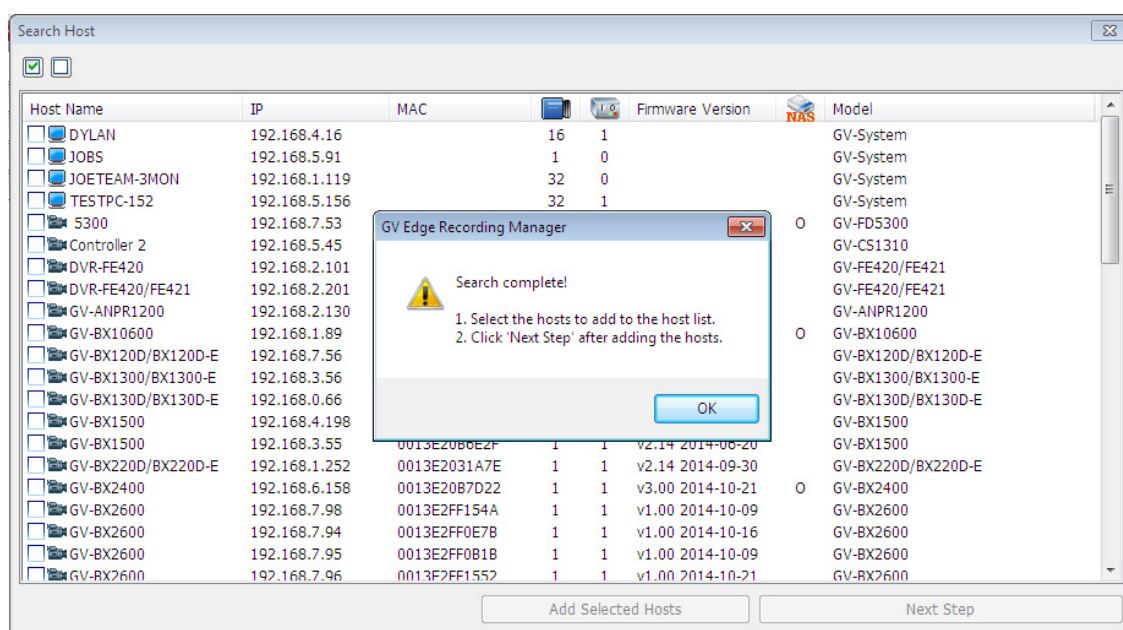 Search Host
Host Name IP MAC Firmware Version NAS Model
DYLAN 192.168.4.16 16 1 GV-System
JOBS 192.168.5.91 1 0 GV-System
JOETEAM-3MON 192.168.1.119 32 0 GV-System
TESTPC-152 192.168.5.156 32 1 GV-System
5300 192.168.7.53 O GV-FD5300
Controller 2 192.168.5.45 GV-CS1310
DVR-FE420 192.168.2.101 GV-FE420/FE421
DVR-FE420/FE421 192.168.2.201 GV-FE420/FE421
GV-ANPR1200 192.168.2.130 GV-ANPR1200
GV-BX10600 192.168.1.89 O GV-BX10600
GV-BX120D/BX120D-E 192.168.7.56 GV-BX120D/BX120D-E
GV-BX1300/BX1300-E 192.168.3.56 GV-BX1300/BX1300-E
GV-BX130D/BX130D-E 192.168.0.66 GV-BX130D/BX130D-E
GV-BX1500 192.168.4.198 GV-BX1500
GV-BX1500 192.168.3.55 0013E20B6E2F 1 1 v2.14 2014-06-20 GV-BX1500
GV-BX220D/BX220D-E 192.168.1.252 0013E2031A7E 1 1 v2.14 2014-09-30 GV-BX220D/BX220D-E
GV-BX2400 192.168.6.158 0013E20B7D22 1 1 v3.00 2014-10-21 O GV-BX2400
GV-BX2600 192.168.7.98 0013E2FF154A 1 1 v1.00 2014-10-09 GV-BX2600
GV-BX2600 192.168.7.94 0013E2FF0E7B 1 1 v1.00 2014-10-16 GV-BX2600
GV-BX2600 192.168.7.95 0013E2FF0B1B 1 1 v1.00 2014-10-09 GV-BX2600
GV-BX2600 192.168.7.96 0013E2FF1552 1 1 v1.00 2014-10-21 GV-BX2600
GV Edge Recording Manager
Search complete!
1. Select the hosts to add to the host list.
2. Click 'Next Step' after adding the hosts.
OK
Add Selected Hosts Next Step